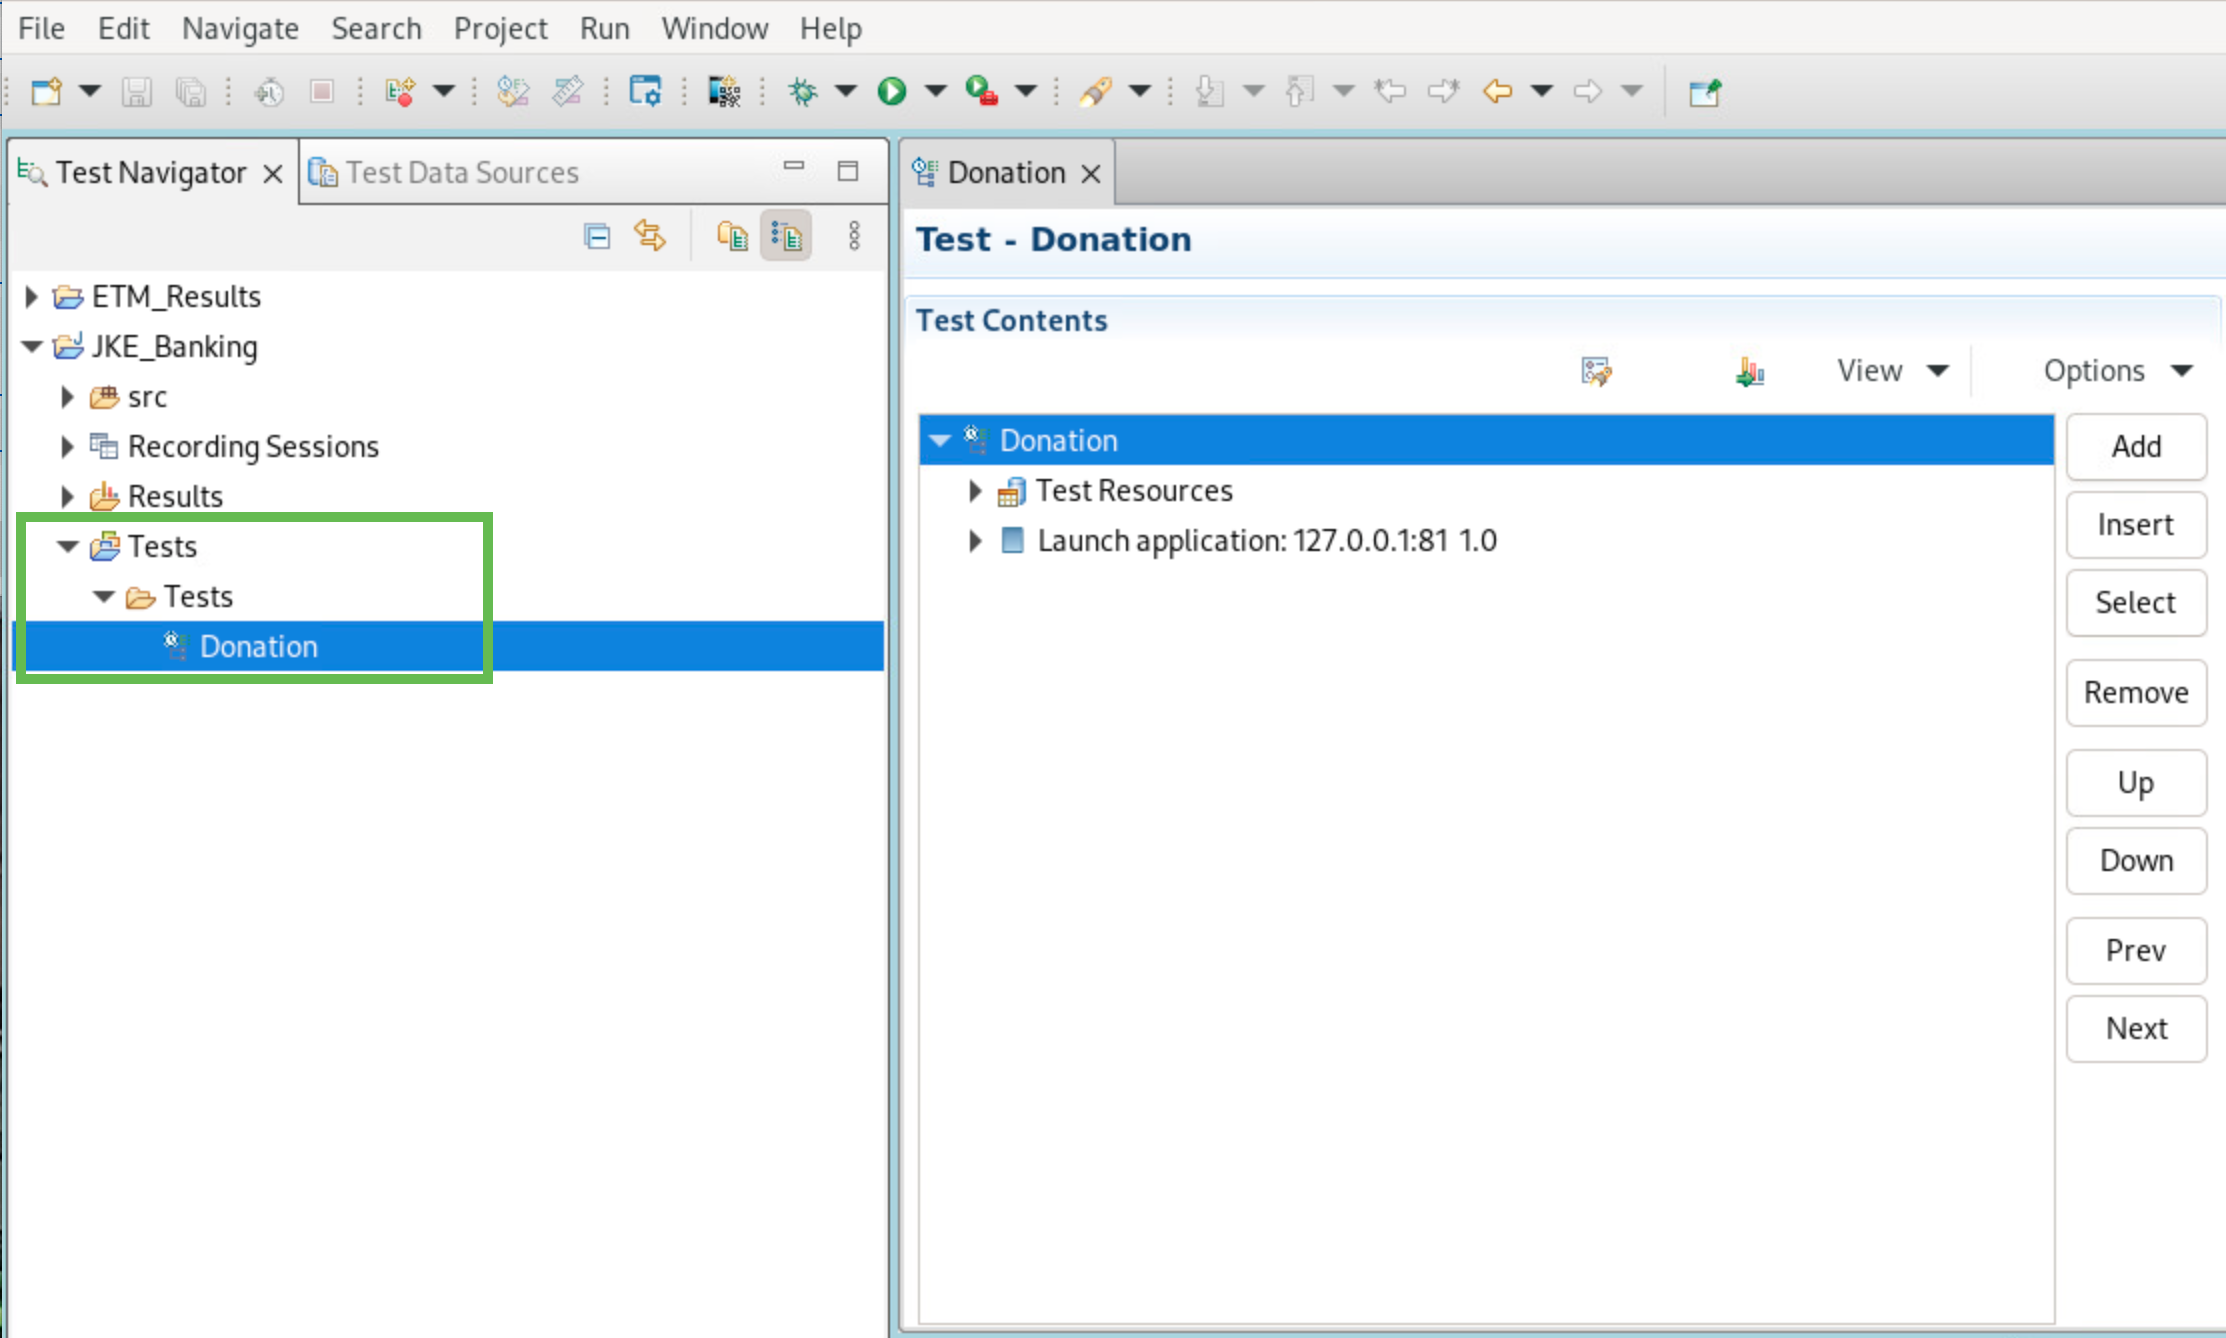 File Edit Navigate Search Project Run Window Help
Test Navigator
Test Data Sources
ETM_Results
JKE_Banking
src
Recording Sessions
Results
Tests
Tests
Donation
Donation
Test - Donation
Test Contents
View
Options
Donation
Test Resources
Launch application: 127.0.0.1:81 1.0
Add
Insert
Select
Remove
Up
Down
Prev
Next